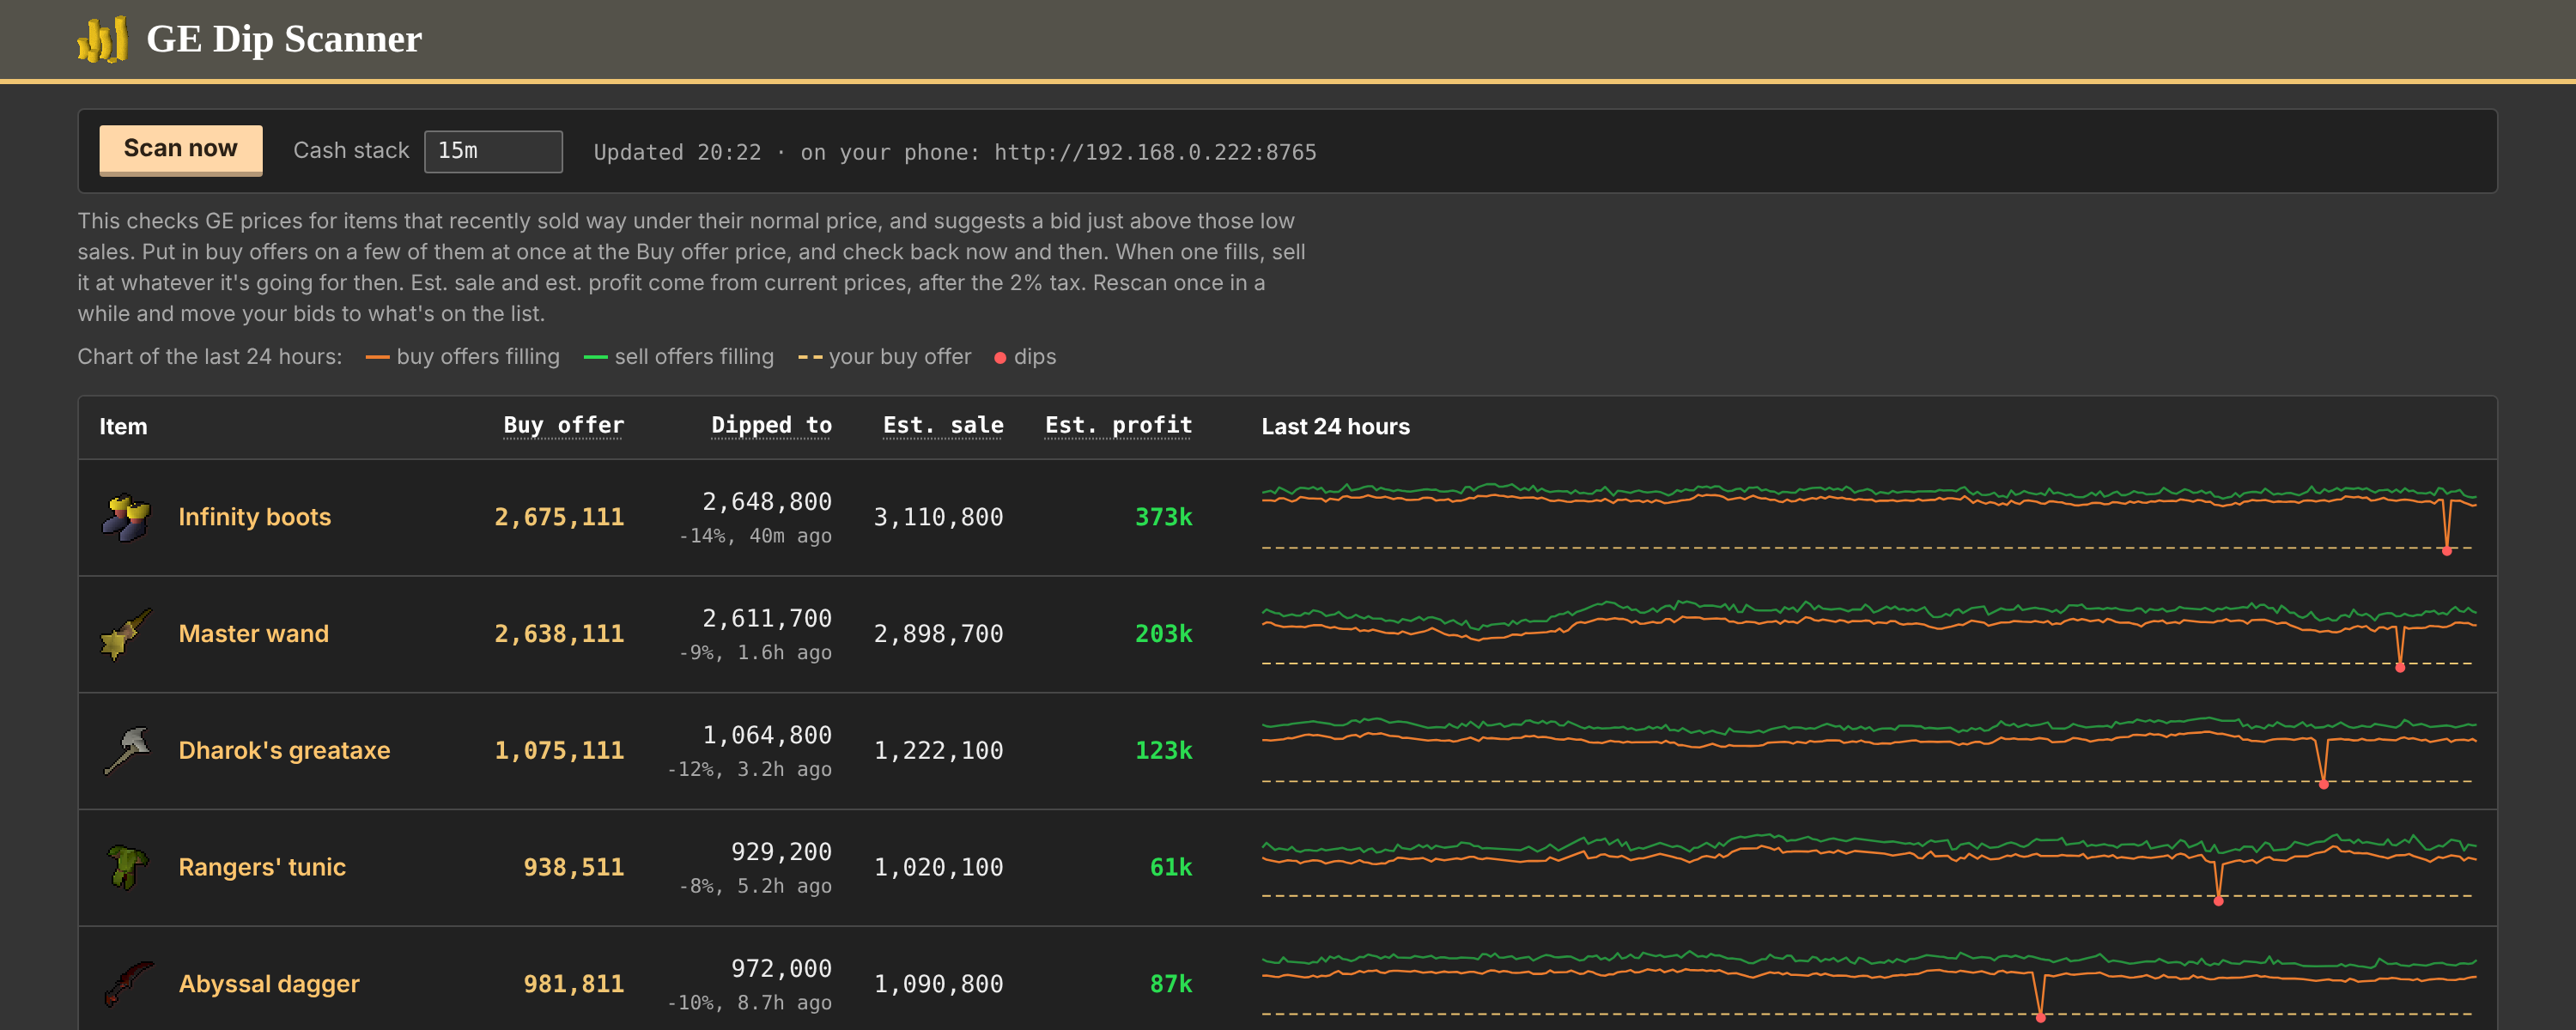 GE Dip Scanner
Scan now
Cash stack 15m
Updated 20:22 · on your phone: http://192.168.0.222:8765
This checks GE prices for items that recently sold way under their normal price, and suggests a bid just above those low
sales. Put in buy offers on a few of them at once at the Buy offer price, and check back now and then. When one fills, sell
it at whatever it's going for then. Est. sale and est. profit come from current prices, after the 2% tax. Rescan once in a
while and move your bids to what's on the list.
Chart of the last 24 hours: buy offers filling sell offers filling your buy offer dips
Item Buy offer Dipped to Est. sale Est. profit Last 24 hours
Infinity boots 2,675,111 2,648,800 3,110,800 373k
-14%, 40m ago
Master wand 2,638,111 2,611,700 2,898,700 203k
-9%, 1.6h ago
Dharok's greataxe 1,075,111 1,064,800 1,222,100 123k
-12%, 3.2h ago
Rangers' tunic 938,511 929,200 1,020,100 61k
-8%, 5.2h ago
Abyssal dagger 981,811 972,000 1,090,800 87k
-10%, 8.7h ago